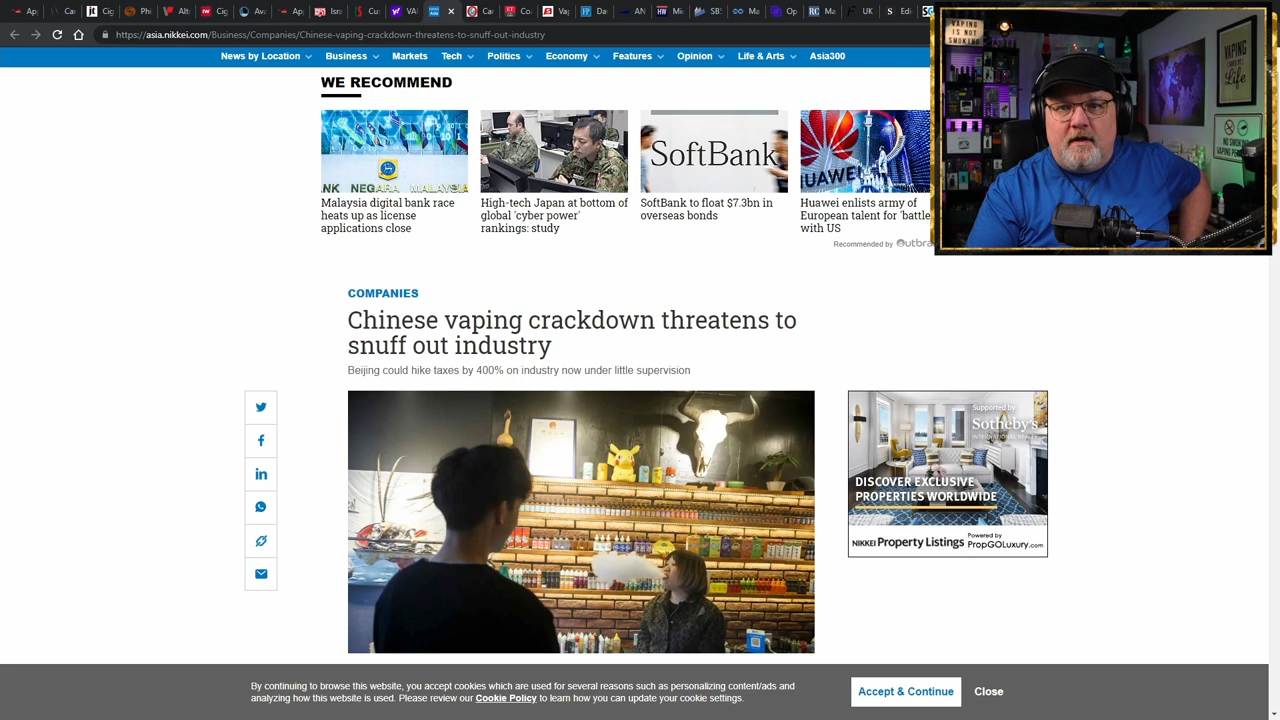 https://asia.nikkei.com/Business/Companies/Chinese-vaping-crackdown-threatens-to-snuff-out-industry
News by Location Business Markets Tech Politics Economy Features Opinion Life & Arts Asia300
WE RECOMMEND
NEGARA MALAYSIA
SoftBank
HUAWEI
Malaysia digital bank race
heats up as license
applications close
High-tech Japan at bottom of
global 'cyber power'
rankings: study
SoftBank to float $7.3bn in
overseas bonds
Huawei enlists army of
European talent for 'battle'
with US
Recommended by
VAPING
IS NOT
SMOKING
VAPING
Life
COMPANIES
Chinese vaping crackdown threatens to
snuff out industry
Beijing could hike taxes by 400% on industry now under little supervision
Supported by
Sotheby's
INTERNATIONAL REALTY
DISCOVER EXCLUSIVE
PROPERTIES WORLDWIDE
NIKKEI Property Listings
Powered by
PropGOLuxury.com
By continuing to browse this website, you accept cookies which are used for several reasons such as personalizing content/ads and
analyzing how this website is used. Please review our Cookie Policy to learn how you can update your cookie settings.
Accept & Continue
Close